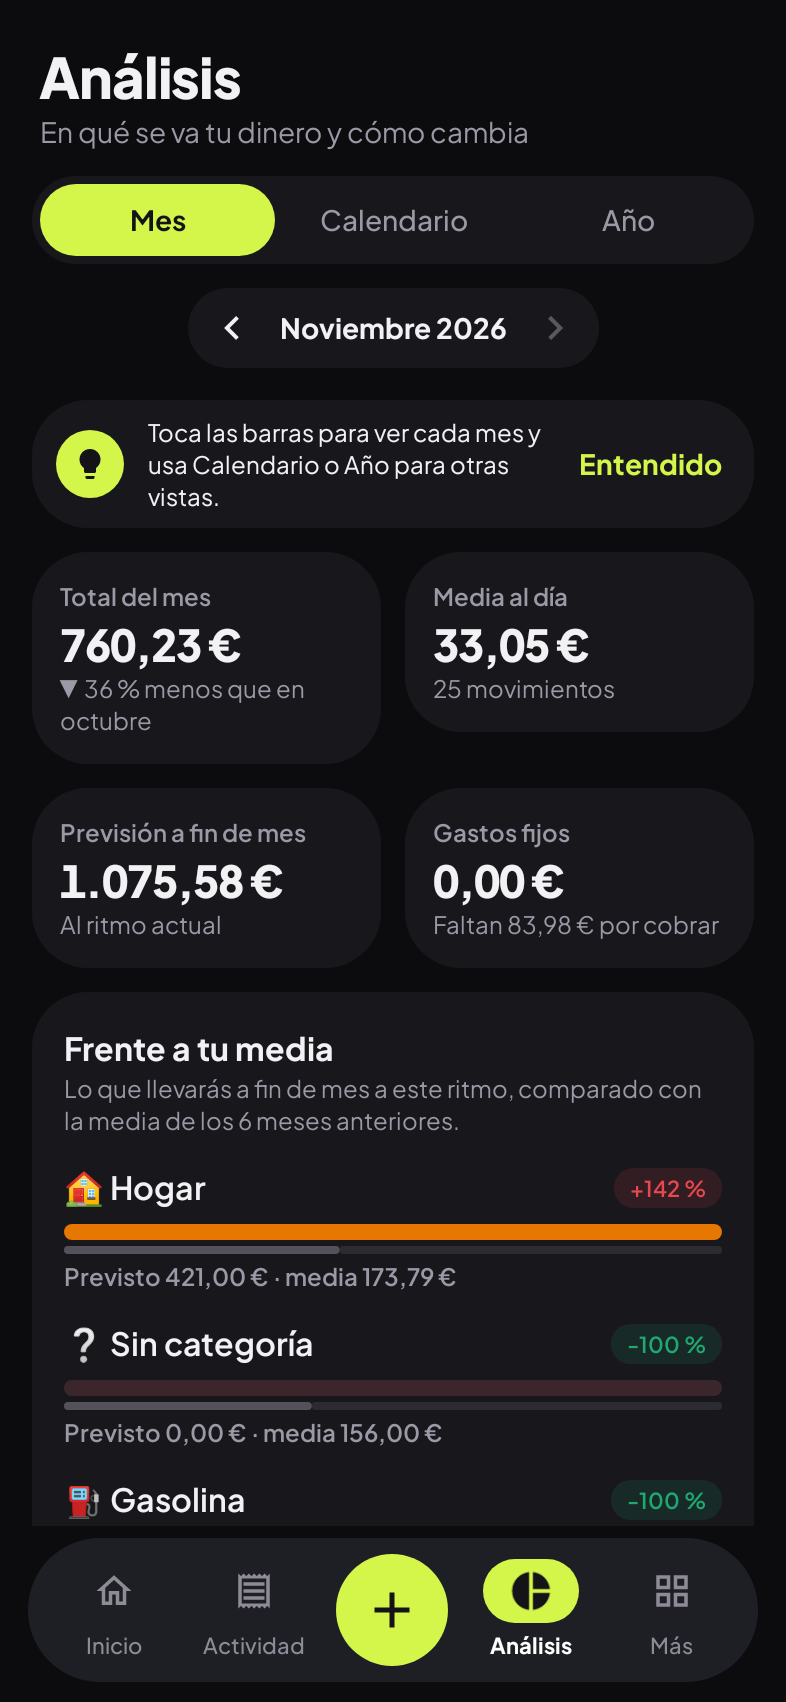 Análisis
En qué se va tu dinero y cómo cambia
Mes
Calendario
Año
Noviembre 2026
Toca las barras para ver cada mes y
usa Calendario o Año para otras
vistas.
Entendido
Total del mes
760,23 €
▼ 36 % menos que en
octubre
Media al día
33,05 €
25 movimientos
Previsión a fin de mes
1.075,58 €
Al ritmo actual
Gastos fijos
0,00 €
Faltan 83,98 € por cobrar
Frente a tu media
Lo que llevarás a fin de mes a este ritmo, comparado con
la media de los 6 meses anteriores.
Hogar
+142 %
Previsto 421,00 € · media 173,79 €
❔ Sin categoría
-100 %
Previsto 0,00 € · media 156,00 €
Gasolina
-100 %
Inicio
Actividad
Análisis
Más